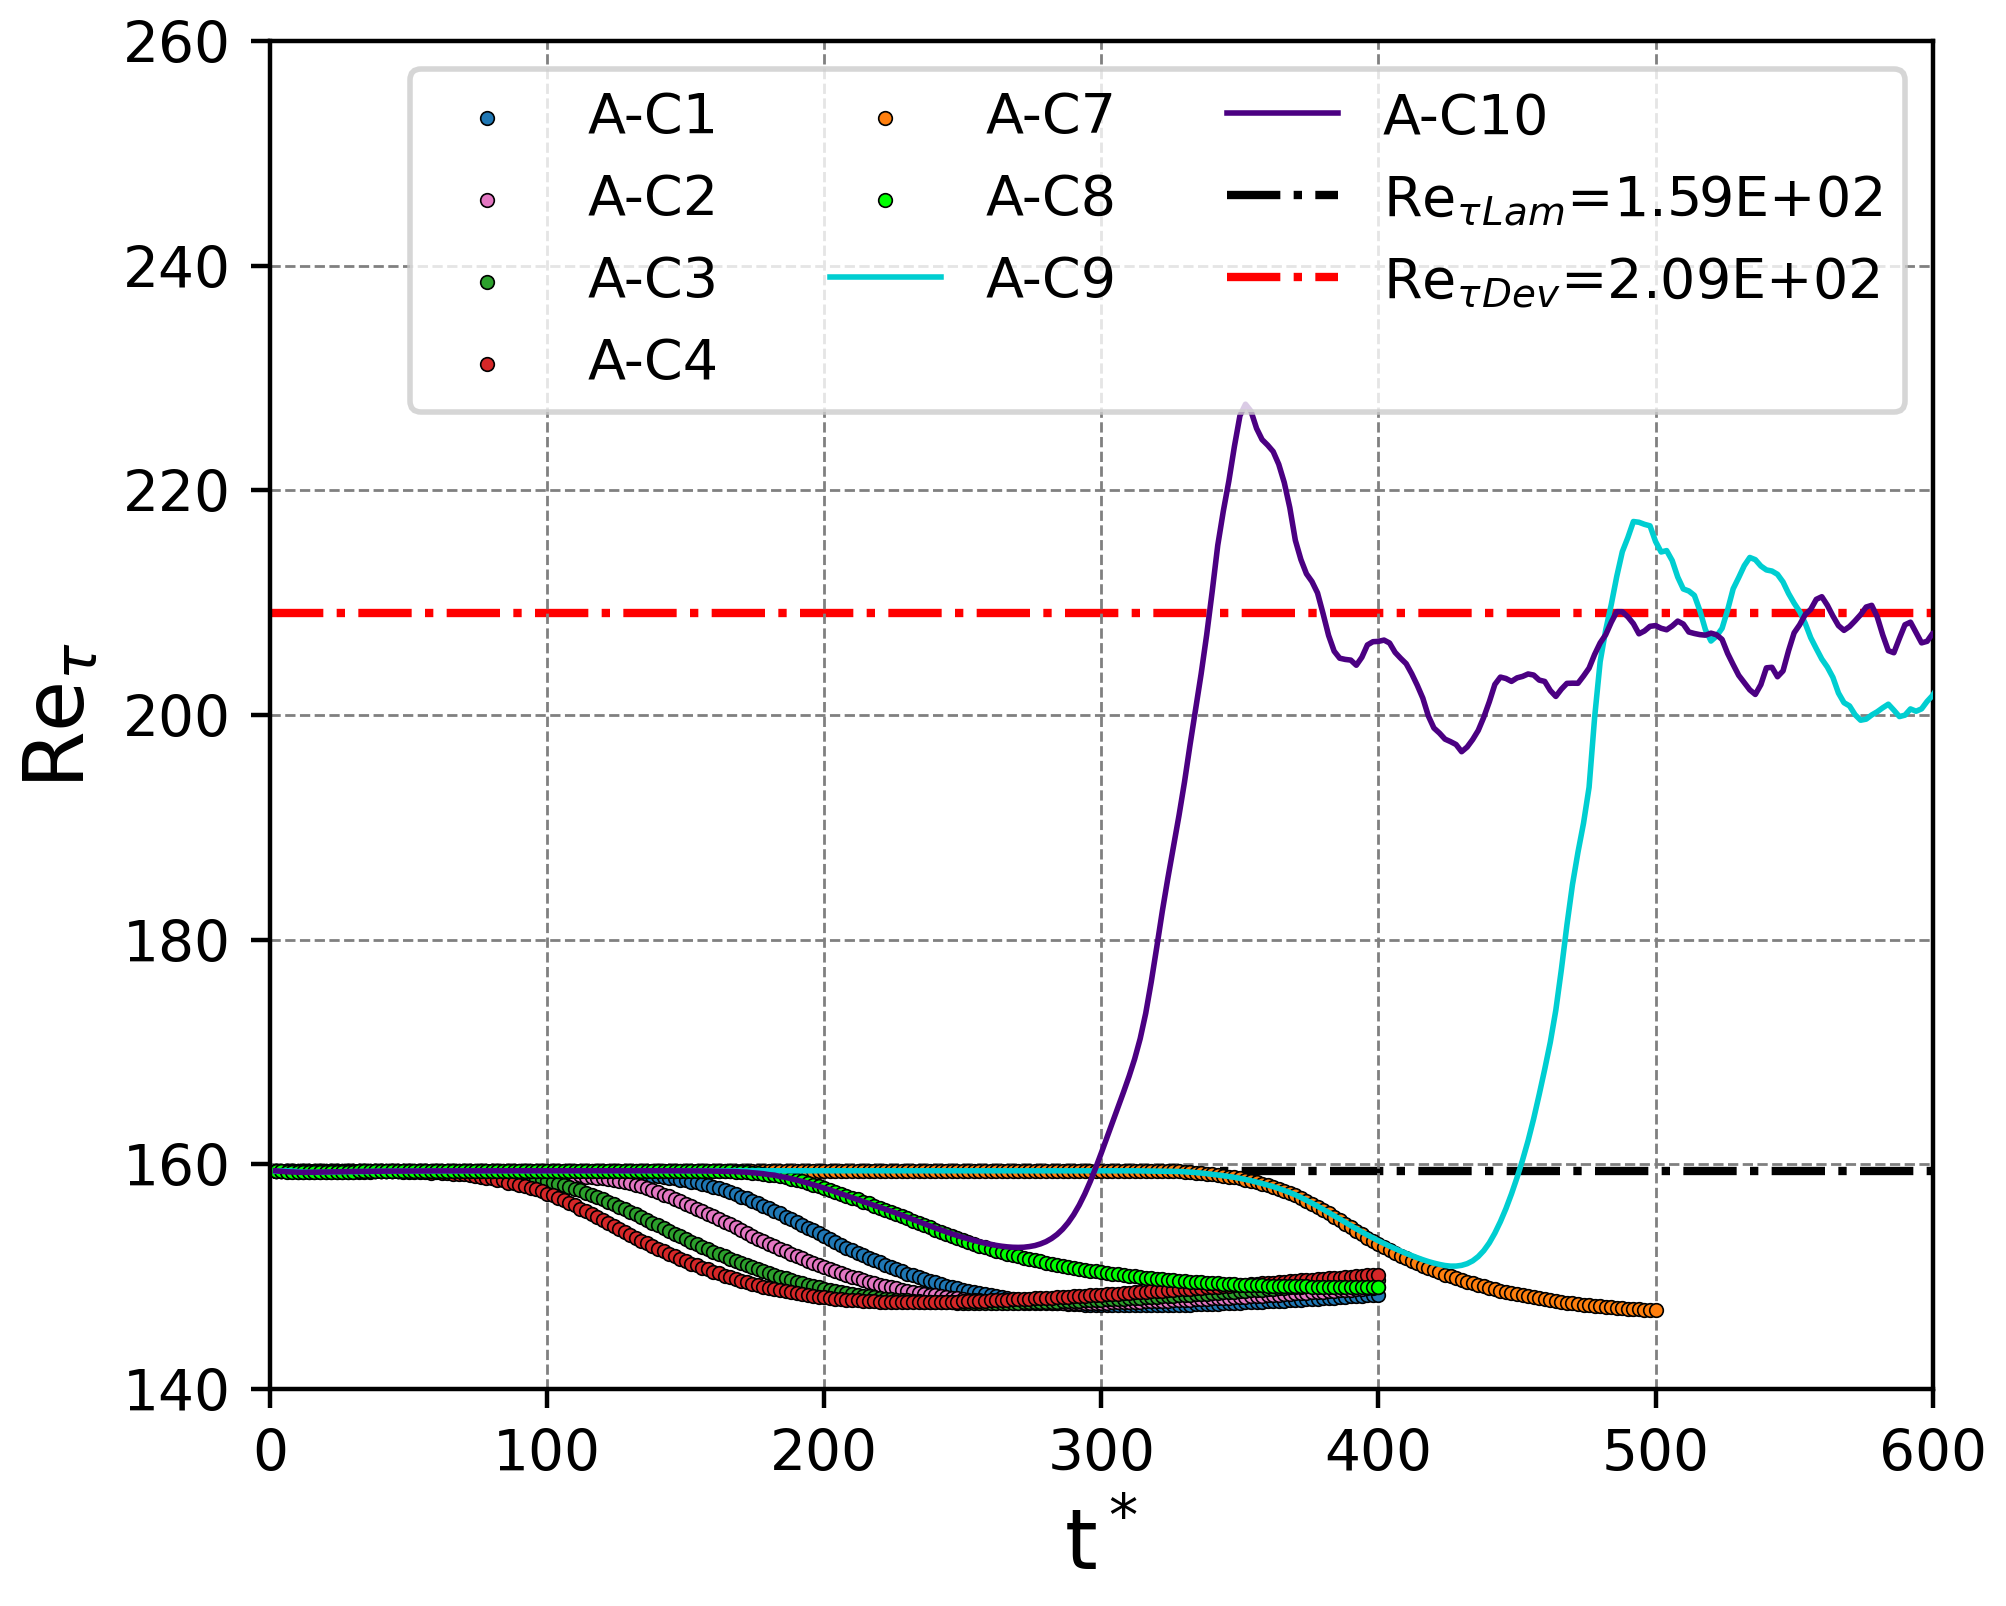 260
240
220
200
180
160
140
Re_τ
A-C1
A-C2
A-C3
A-C4
A-C7
A-C8
A-C9
A-C10
Re_τLam=1.59E+02
Re_τDev=2.09E+02
0 100 200 300 400 500 600
t*